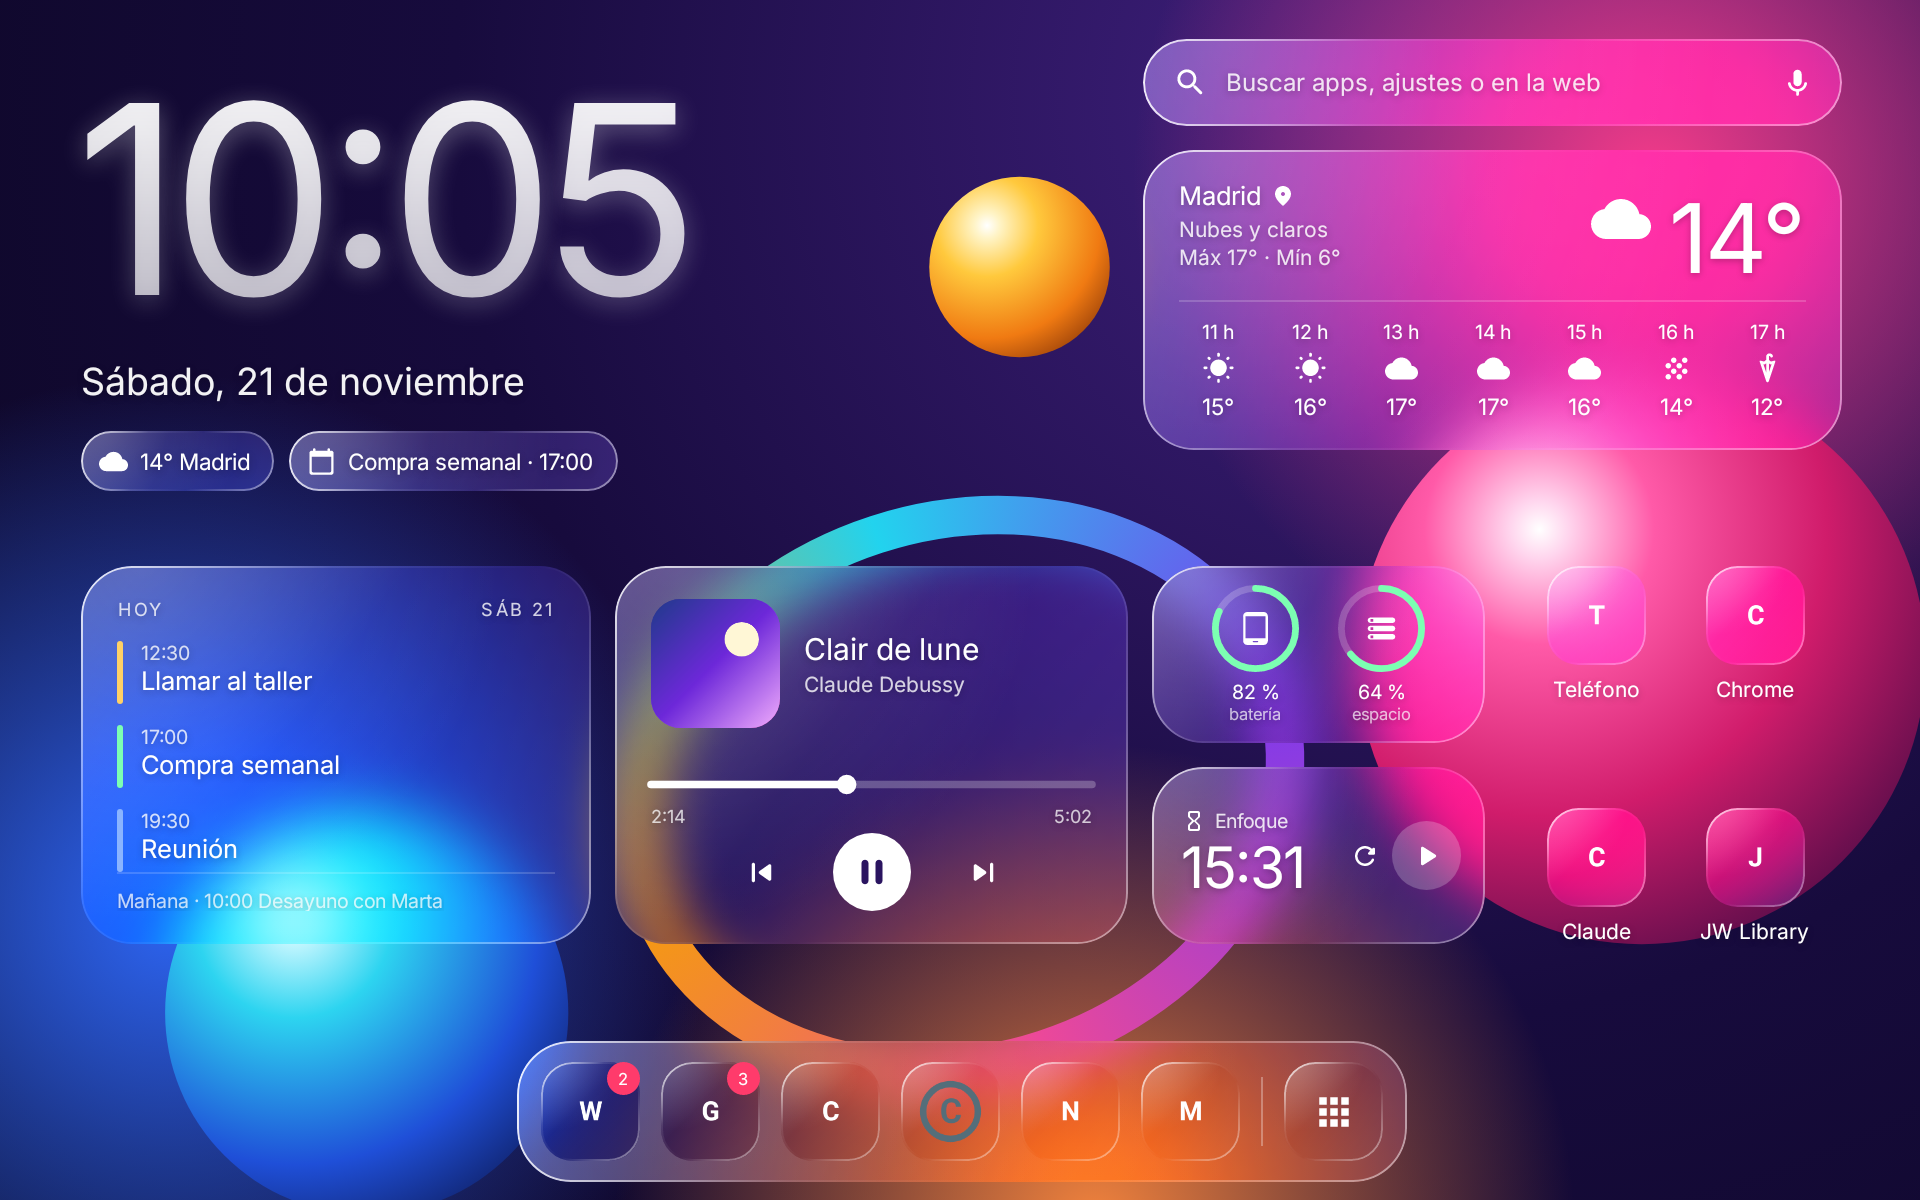 10:05
Sábado, 21 de noviembre
14° Madrid
Compra semanal · 17:00
Buscar apps, ajustes o en la web
Madrid
Nubes y claros
Máx 17° · Mín 6°
14°
11 h 12 h 13 h 14 h 15 h 16 h 17 h
15° 16° 17° 17° 16° 14° 12°
HOY SÁB 21
12:30
Llamar al taller
17:00
Compra semanal
19:30
Reunión
Mañana · 10:00 Desayuno con Marta
Clair de lune
Claude Debussy
2:14 5:02
82 % 64 %
batería espacio
Enfoque
15:31
T C
Teléfono Chrome
C J
Claude JW Library
2 3
W G C C N M